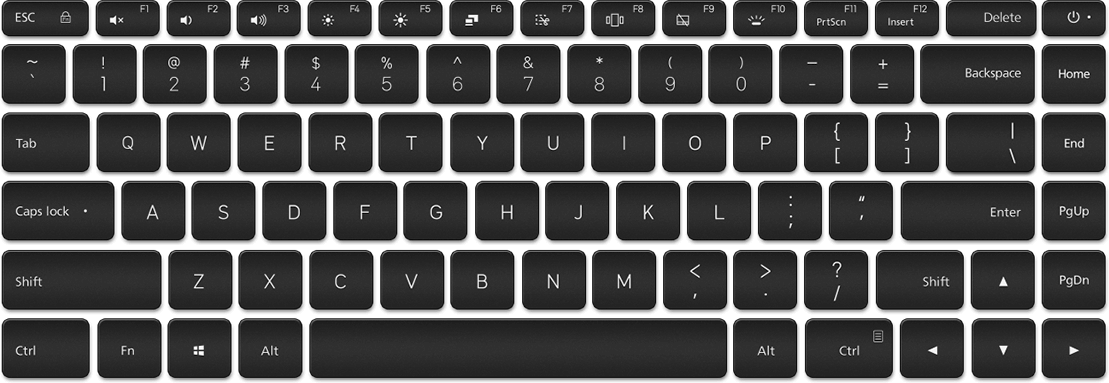 ESC Fn F1 F2 F3 F4 F5 F6 F7 F8 F9 F10 F11 PrtScn F12 Insert Delete
~ ` ! 1 @ 2 # 3 $ 4 % 5 ^ 6 & 7 * 8 ( 9 ) 0 – - + = Backspace Home
Tab Q W E R T Y U I O P { [ } ] | \ End
Caps lock A S D F G H J K L : ; “ ' Enter PgUp
Shift Z X C V B N M < , > . ? / Shift ▲ PgDn
Ctrl Fn Alt Alt Ctrl ◄ ▼ ►